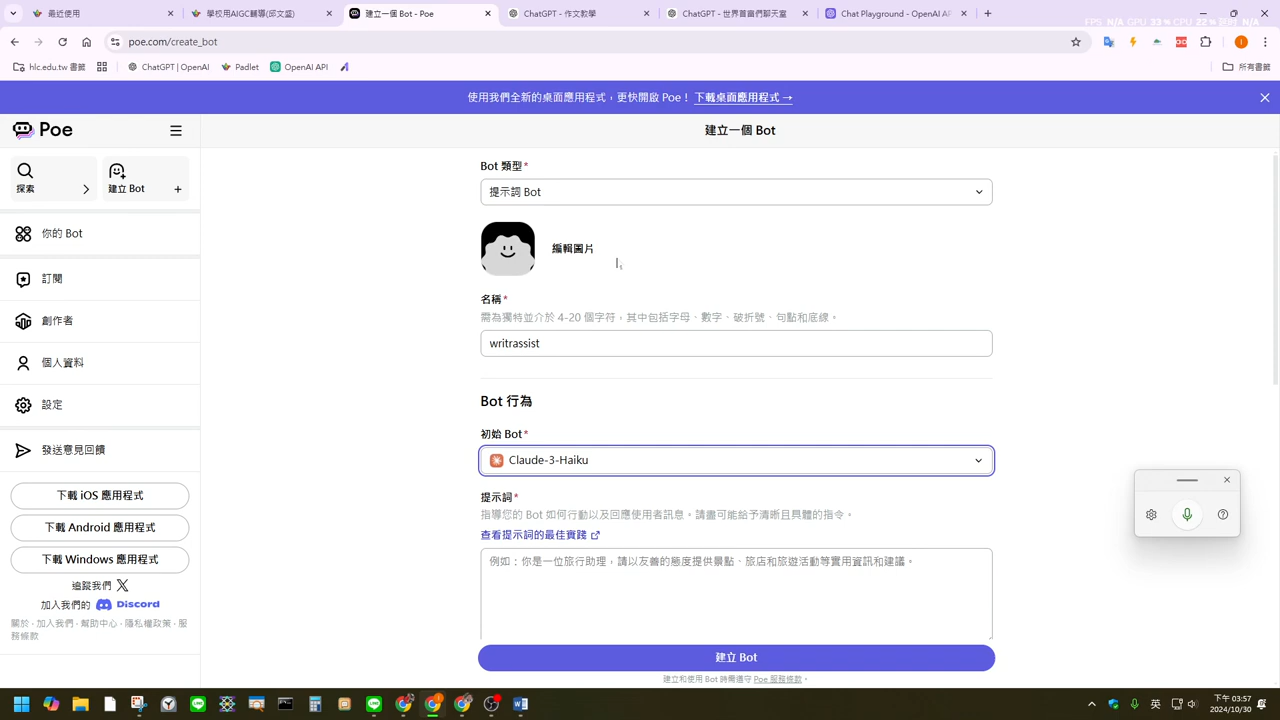 最近使用
學校用AIGC輔導(邱文盛)
建立一個 Bot - Poe
ChatGPT - 作文教學
ChatGPT - 世界首富們聊天室
Chat Playground - OpenAI AP
FPS N/A GPU 33 % CPU 22 % 延時 N/A
poe.com/create_bot
hlc.edu.tw 書籤
ChatGPT | OpenAI
Padlet
OpenAI API
所有書籤
使用我們全新的桌面應用程式，更快開啟 Poe！ 下載桌面應用程式 →
Poe
建立一個 Bot
探索
建立 Bot
你的 Bot
訂閱
創作者
個人資料
設定
發送意見回饋
下載 iOS 應用程式
下載 Android 應用程式
下載 Windows 應用程式
追蹤我們 X
加入我們的 Discord
關於 · 加入我們 · 幫助中心 · 隱私權政策 · 服
務條款
Bot 類型*
提示詞 Bot
編輯圖片
名稱*
需為獨特並介於 4-20 個字符，其中包括字母、數字、破折號、句點和底線。
writrassist
Bot 行為
初始 Bot*
Claude-3-Haiku
提示詞*
指導您的 Bot 如何行動以及回應使用者訊息。請盡可能給予清晰且具體的指令。
查看提示詞的最佳實踐
例如：你是一位旅行助理，請以友善的態度提供景點、旅店和旅遊活動等實用資訊和建議。
建立 Bot
建立和使用 Bot 時需遵守 Poe 服務條款。
英
下午 03:57
2024/10/30